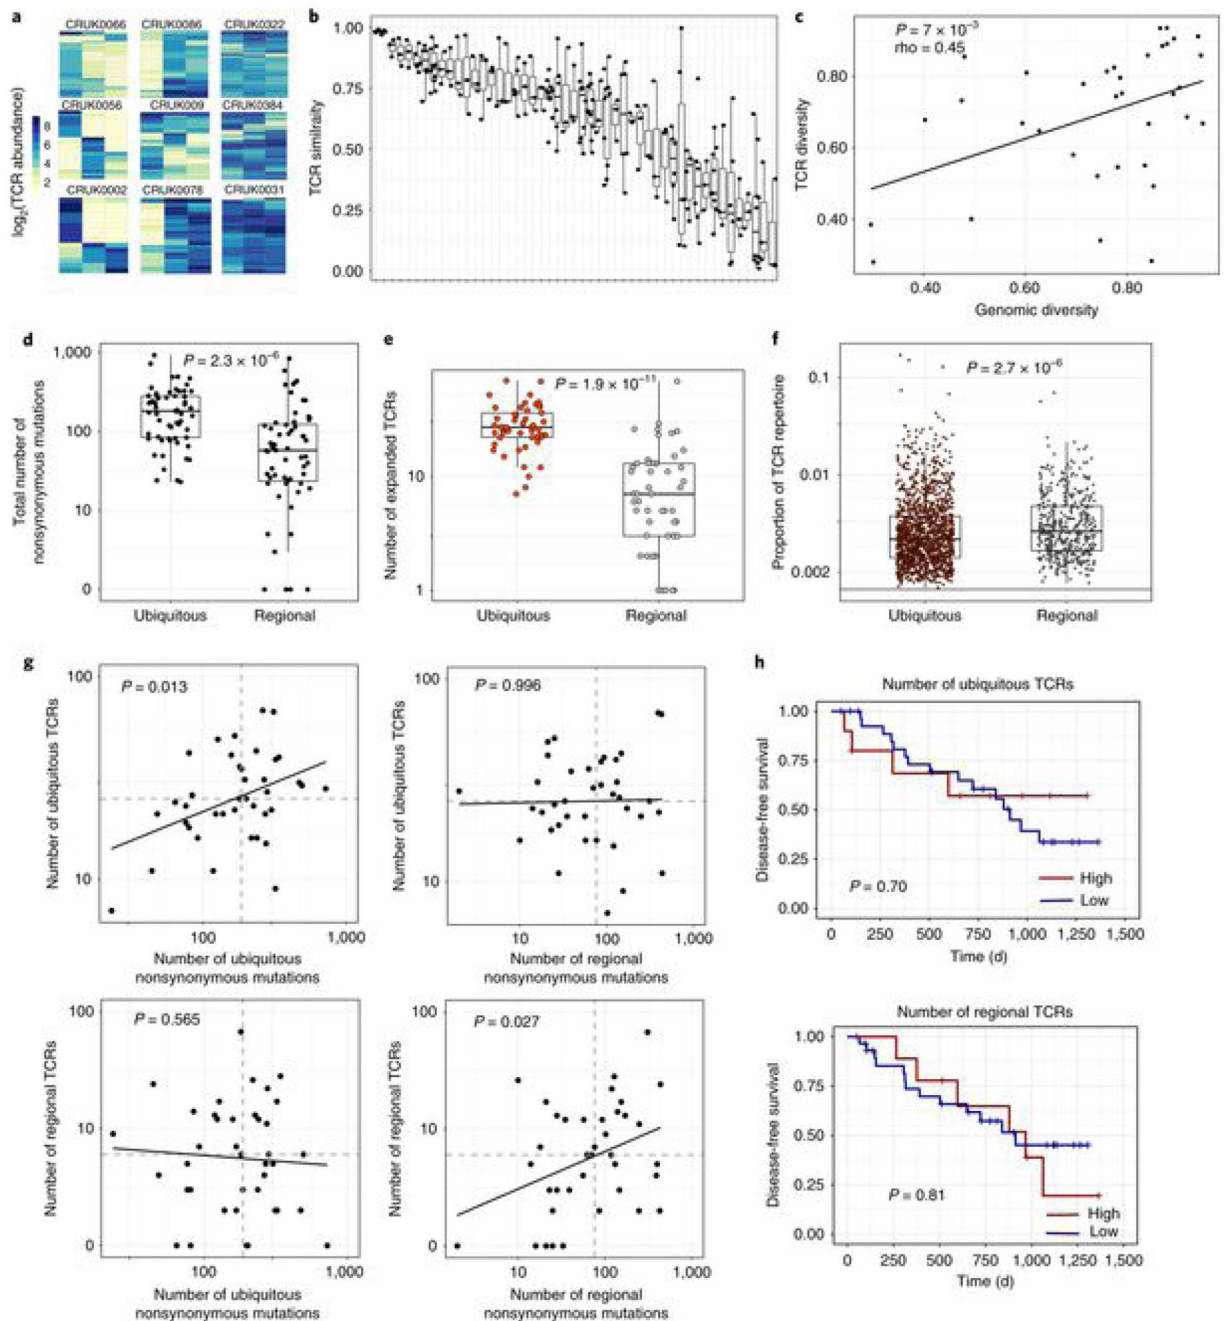 a
CRUK0066 CRUK0086 CRUK0322
CRUK0056 CRUK009 CRUK0384
CRUK0002 CRUK0078 CRUK0031
log2(TCR abundance)
8
6
4
2
b
TCR similraity
1.00
0.75
0.50
0.25
0.00
c
P = 7 × 10⁻³
rho = 0.45
TCR diversity
0.80
0.60
0.40
0.40 0.60 0.80
Genomic diversity
d
P = 2.3 × 10⁻⁶
Total number of
nonsynonymous mutations
1,000
100
10
0
Ubiquitous Regional
e
P = 1.9 × 10⁻¹¹
Number of expanded TCRs
10
1
Ubiquitous Regional
f
P = 2.7 × 10⁻⁶
Proportion of TCR repertoire
0.1
0.01
0.002
Ubiquitous Regional
g
P = 0.013
Number of ubiquitous TCRs
100
10
100 1,000
Number of ubiquitous
nonsynonymous mutations
P = 0.996
Number of ubiquitous TCRs
100
10
10 100 1,000
Number of regional
nonsynonymous mutations
P = 0.565
Number of regional TCRs
100
10
0
100 1,000
Number of ubiquitous
nonsynonymous mutations
P = 0.027
Number of regional TCRs
100
10
0
10 100 1,000
Number of regional
nonsynonymous mutations
h
Number of ubiquitous TCRs
Disease-free survival
1.00
0.75
0.50
0.25
0.00
P = 0.70
High
Low
0 250 500 750 1,000 1,250 1,500
Time (d)
Number of regional TCRs
Disease-free survival
1.00
0.75
0.50
0.25
0.00
P = 0.81
High
Low
0 250 500 750 1,000 1,250 1,500
Time (d)